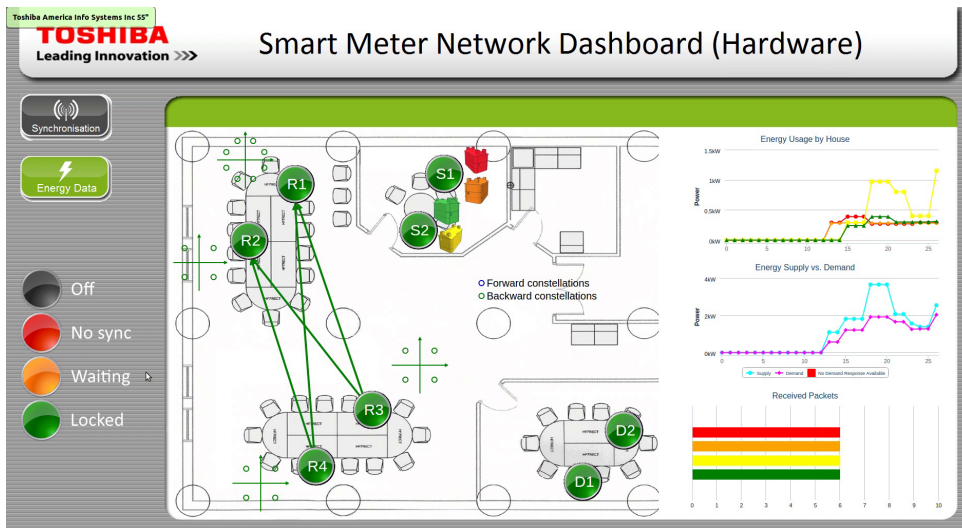 Toshiba America Info Systems Inc 55"
TOSHIBA
Leading Innovation >>>
Smart Meter Network Dashboard (Hardware)
Synchronisation
Energy Data
Off
No sync
Waiting
Locked
R1
R2
S1
S2
Forward constellations
Backward constellations
R3
R4
D2
D1
Energy Usage by House
1.5kW
1kW
0.5kW
0kW
Power
0 5 10 15 20 25
Energy Supply vs. Demand
4kW
2kW
0kW
Power
0 5 10 15 20 25
Supply Demand No Demand Response Available
Received Packets
0 1 2 3 4 5 6 7 8 9 10